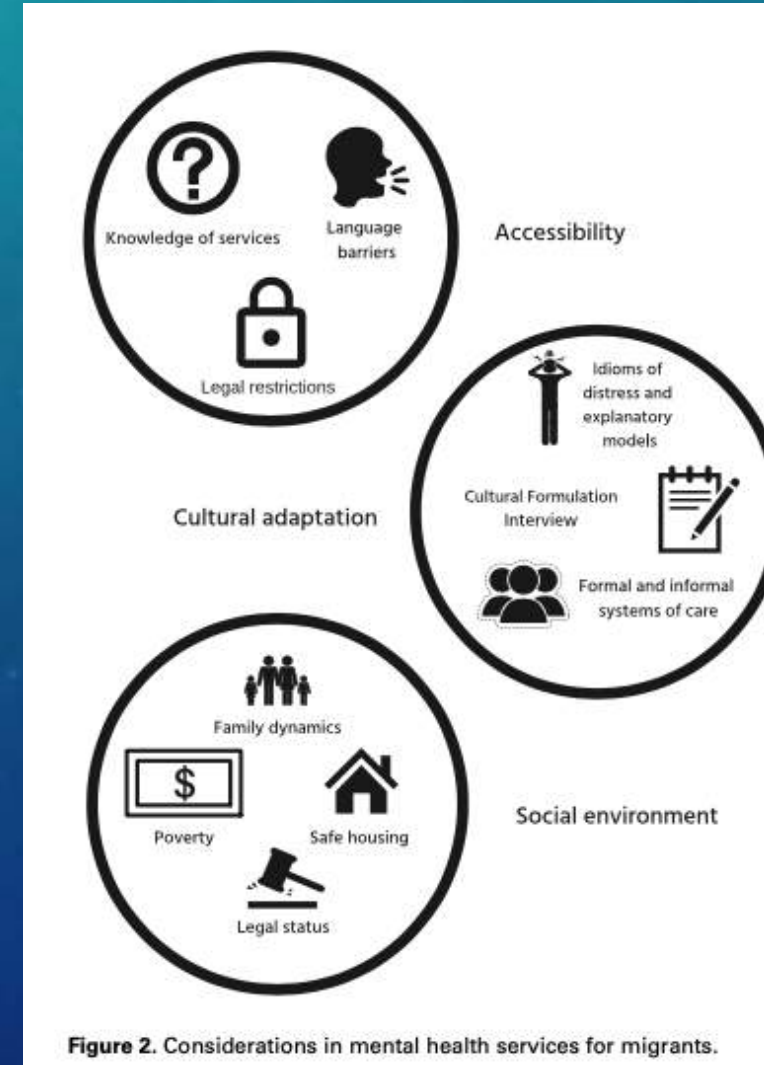 ?
Knowledge of services
Language
barriers
Legal restrictions
Accessibility
Idioms of
distress and
explanatory
models
Cultural Formulation
Interview
Formal and informal
systems of care
Cultural adaptation
Family dynamics
$
Poverty
Safe housing
Legal status
Social environment
Figure 2. Considerations in mental health services for migrants.